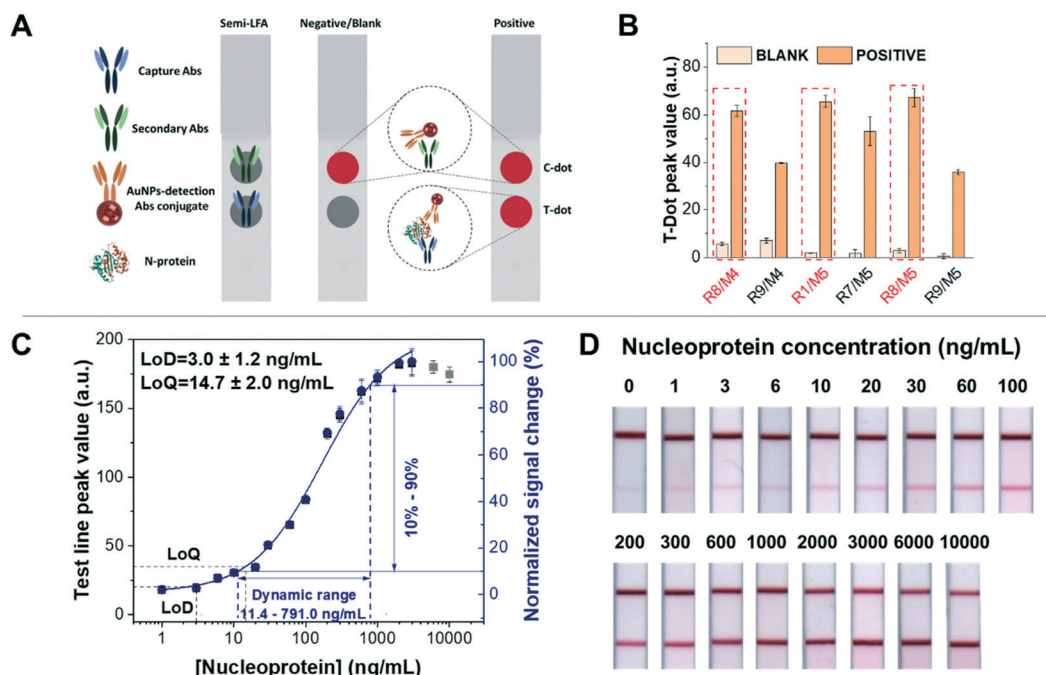 A
Semi-LFA
Negative/Blank
Positive
Capture Abs
Secondary Abs
AuNPs-detection
Abs conjugate
N-protein
C-dot
T-dot
B
BLANK
POSITIVE
T-Dot peak value (a.u.)
80
60
40
20
0
R8/M4
R9/M4
R1/M5
R7/M5
R8/M5
R9/M5
C
LoD=3.0 ± 1.2 ng/mL
LoQ=14.7 ± 2.0 ng/mL
Test line peak value (a.u.)
200
175
150
125
100
75
50
25
0
LoQ
LoD
Dynamic range
11.4 - 791.0 ng/mL
10% - 90%
Normalized signal change (%)
100
80
60
40
20
10
0
1
10
100
1000
10000
[Nucleoprotein] (ng/mL)
D
Nucleoprotein concentration (ng/mL)
0 1 3 6 10 20 30 60 100
200 300 600 1000 2000 3000 6000 10000